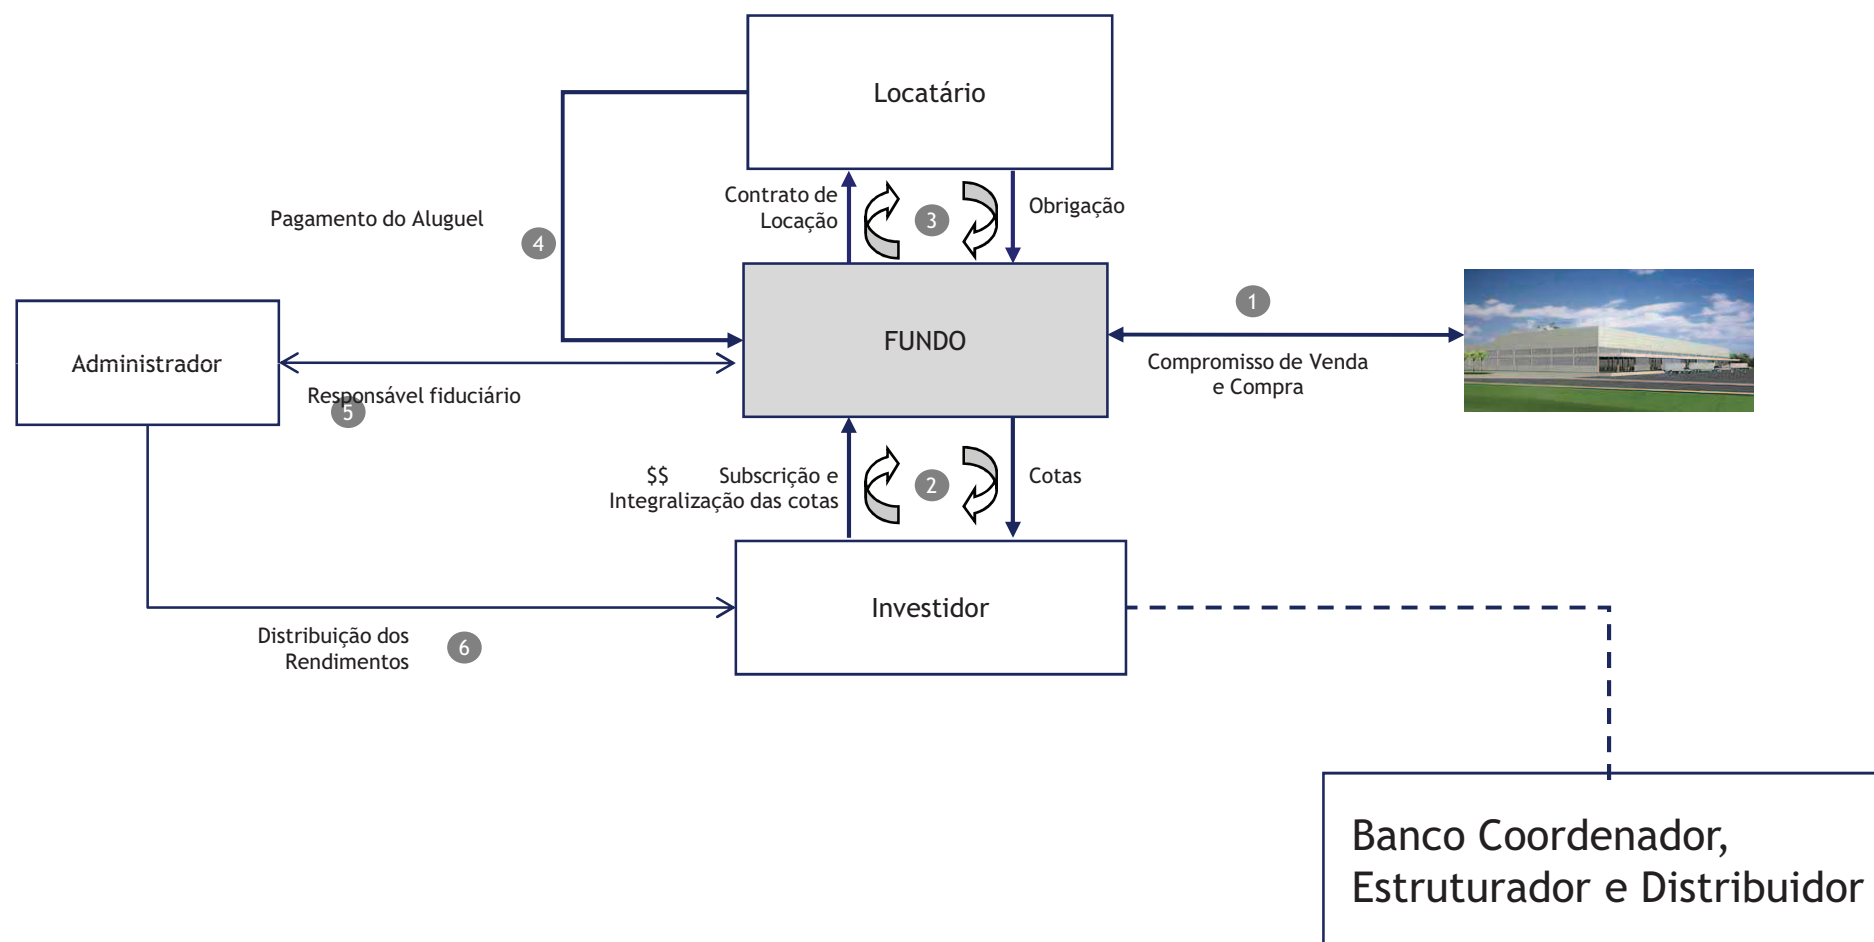 Locatário
Contrato de
Locação
3
Obrigação
Pagamento do Aluguel
4
FUNDO
1
Compromisso de Venda
e Compra
Administrador
Responsável fiduciário
5
$$ Subscrição e
Integralização das cotas
2
Cotas
Investidor
Distribuição dos
Rendimentos
6
Banco Coordenador,
Estruturador e Distribuidor